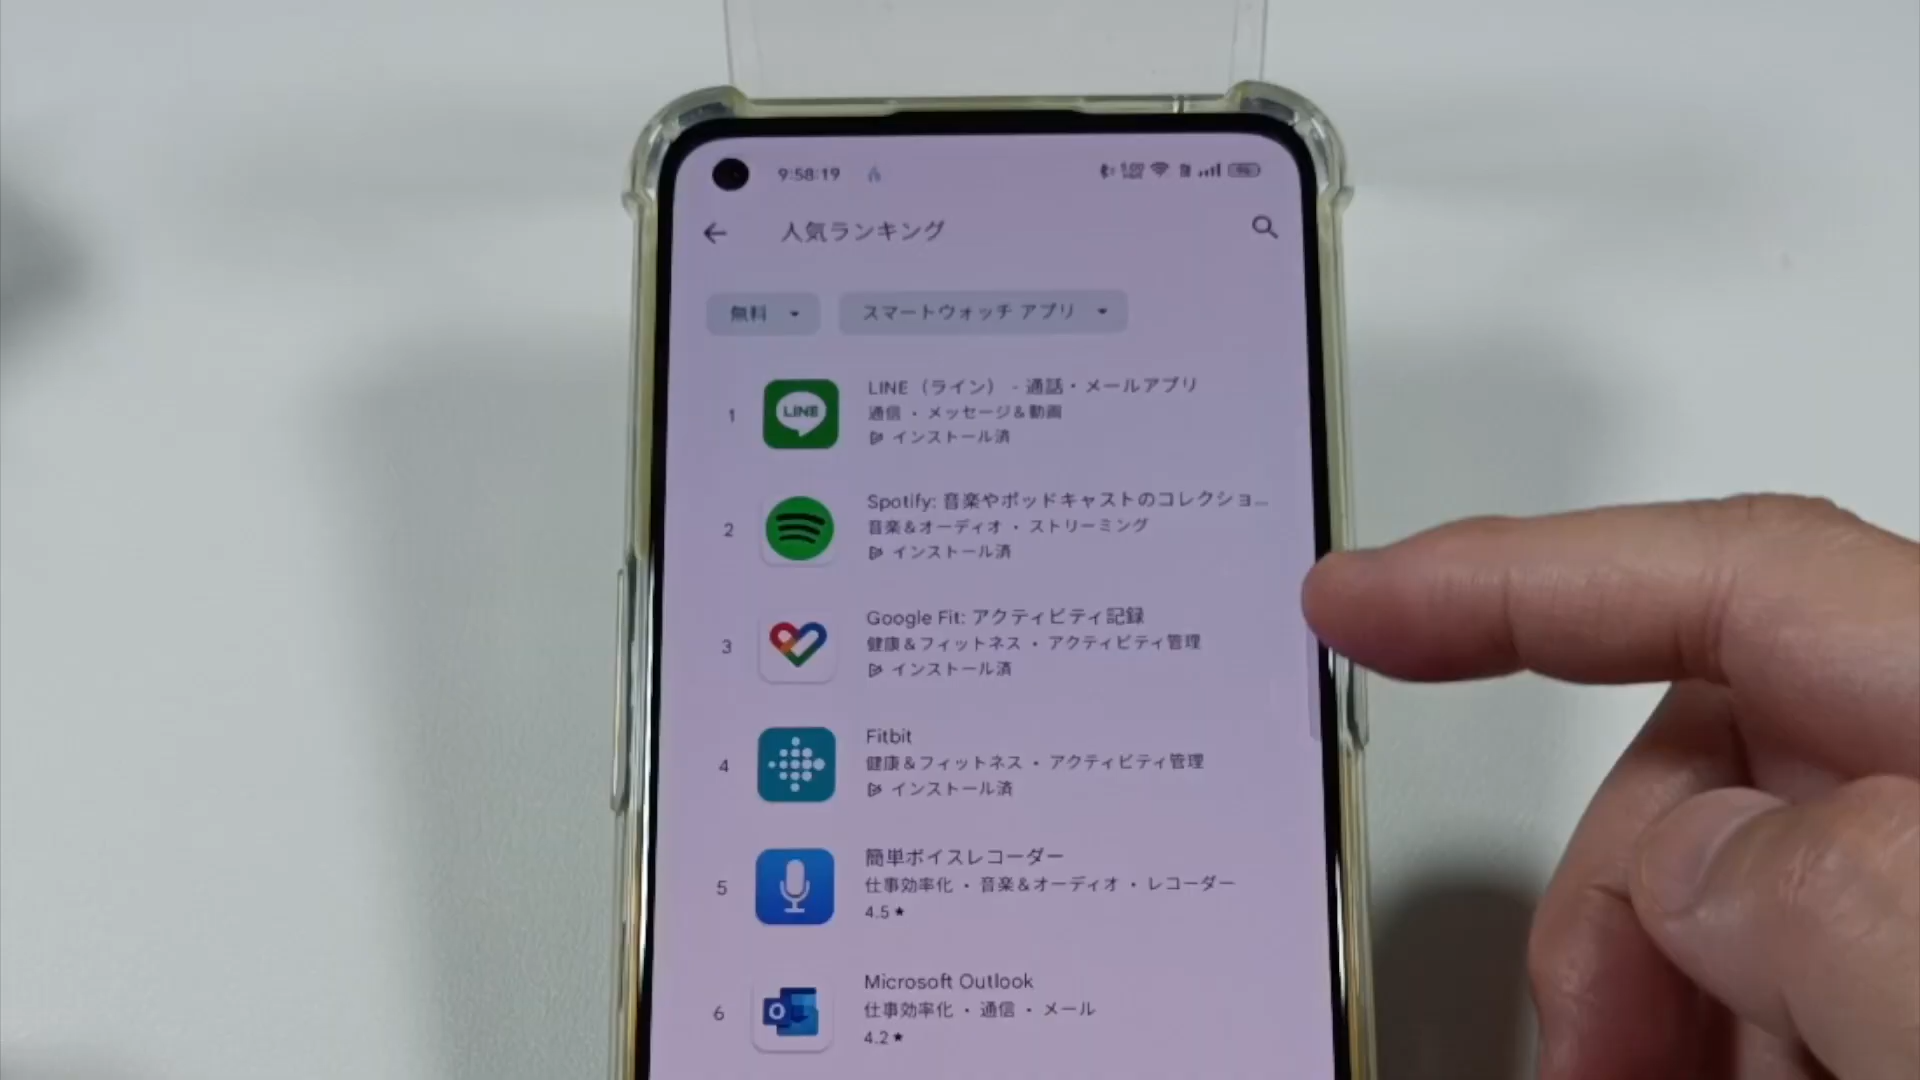 9:58:19
人気ランキング
無料
スマートウォッチ アプリ
1
LINE
LINE（ライン） - 通話・メールアプリ
通信 ・ メッセージ＆動画
インストール済
2
Spotify: 音楽やポッドキャストのコレクショ...
音楽＆オーディオ ・ ストリーミング
インストール済
3
Google Fit: アクティビティ記録
健康＆フィットネス ・ アクティビティ管理
インストール済
4
Fitbit
健康＆フィットネス ・ アクティビティ管理
インストール済
5
簡単ボイスレコーダー
仕事効率化 ・ 音楽＆オーディオ ・ レコーダー
4.5★
6
Microsoft Outlook
仕事効率化 ・ 通信 ・ メール
4.2★